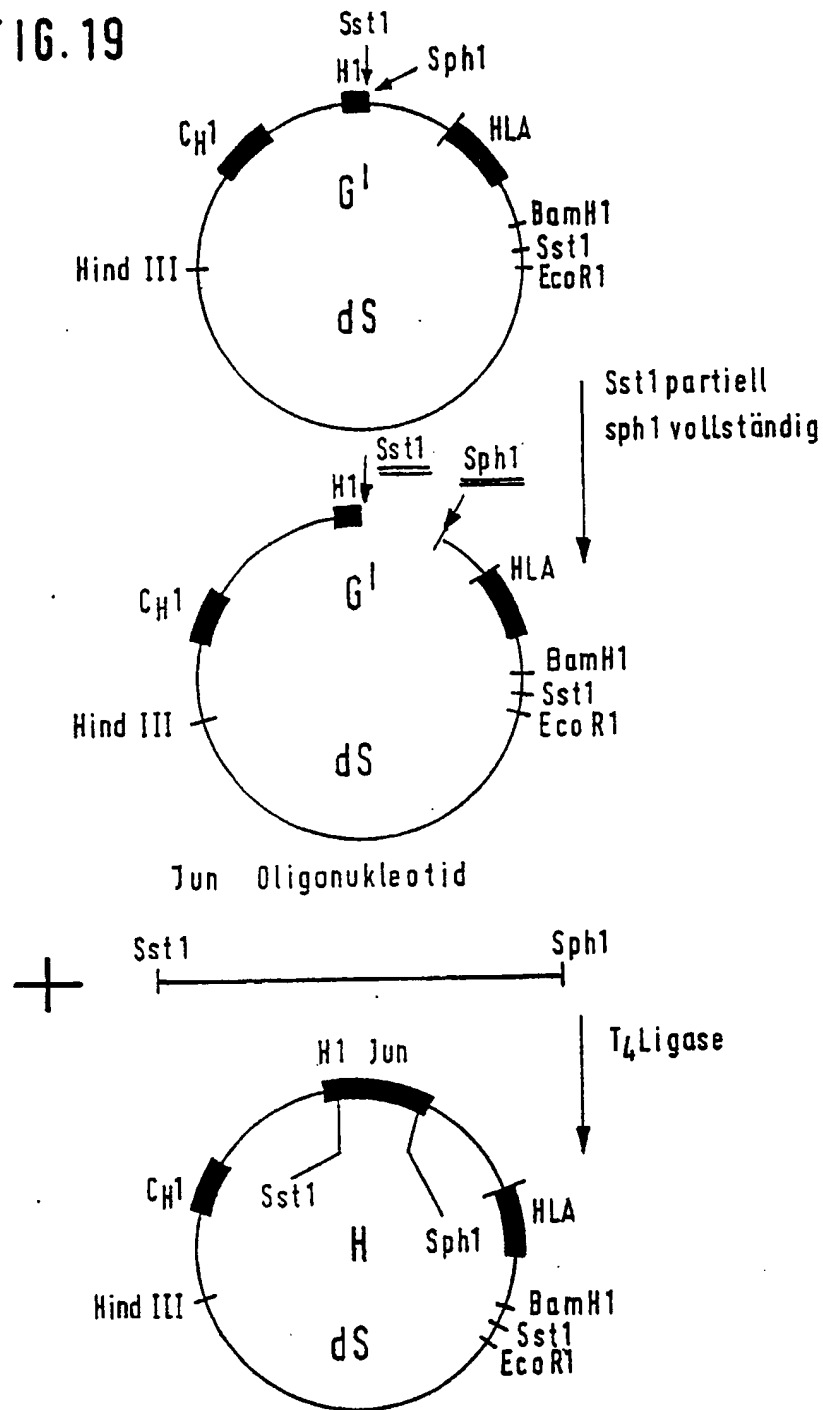 FIG. 19
Sst1
H1
Sph1
CH1
HLA
G I
BamH1
Sst1
EcoR1
Hind III
dS
Sst1 partiell
sph1 vollständig
Sst1
Sph1
H1
HLA
CH1
G I
BamH1
Sst1
EcoR1
Hind III
dS
Jun Oligonukleotid
Sst1
Sph1
+
T4 Ligase
H1 Jun
CH1
Sst1
HLA
H
Sph1
Hind III
BamH1
Sst1
EcoR1
dS